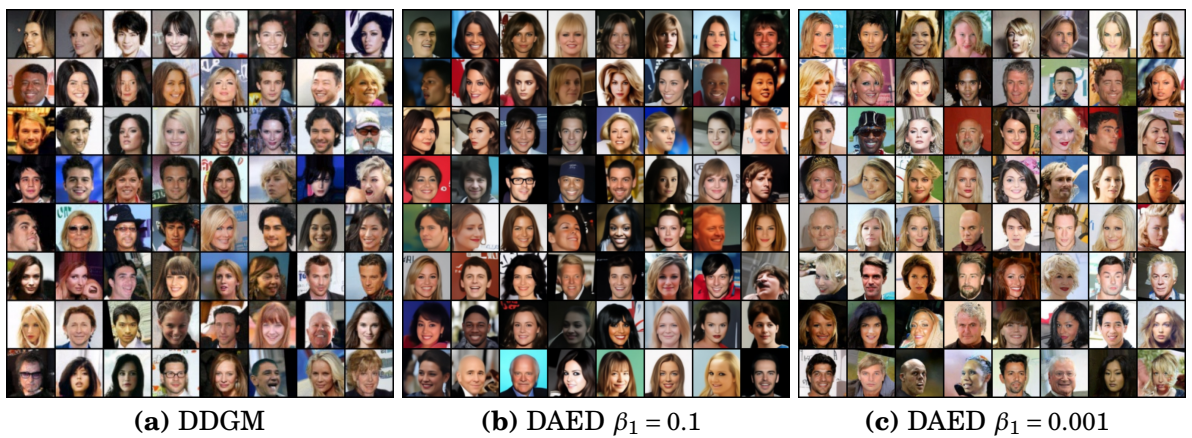 (a) DDGM
(b) DAED β₁ = 0.1
(c) DAED β₁ = 0.001